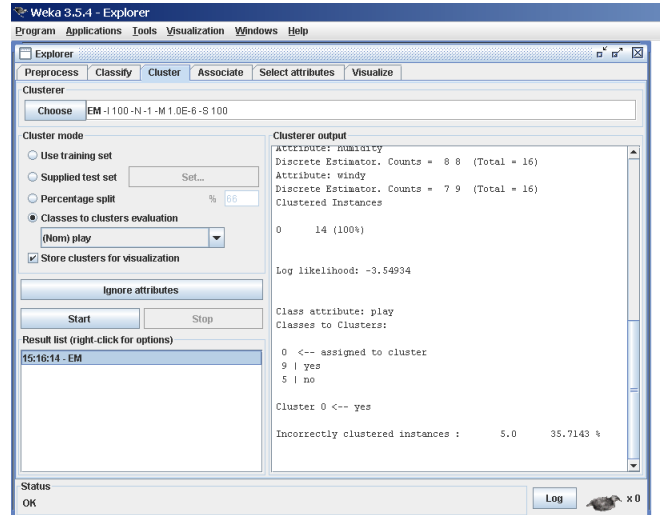 Weka 3.5.4 - Explorer
Program Applications Tools Visualization Windows Help
Explorer
Preprocess Classify Cluster Associate Select attributes Visualize
Clusterer
Choose EM -I 100 -N -1 -M 1.0E-6 -S 100
Cluster mode
Use training set
Supplied test set Set...
Percentage split % 66
Classes to clusters evaluation
(Nom) play
Store clusters for visualization
Ignore attributes
Start Stop
Result list (right-click for options)
15:16:14 - EM
Clusterer output
Attribute: humidity
Discrete Estimator. Counts = 8 8 (Total = 16)
Attribute: windy
Discrete Estimator. Counts = 7 9 (Total = 16)
Clustered Instances
0 14 (100%)
Log likelihood: -3.54934
Class attribute: play
Classes to Clusters:
0 <-- assigned to cluster
9 | yes
5 | no
Cluster 0 <-- yes
Incorrectly clustered instances : 5.0 35.7143 %
Status
OK
Log x 0